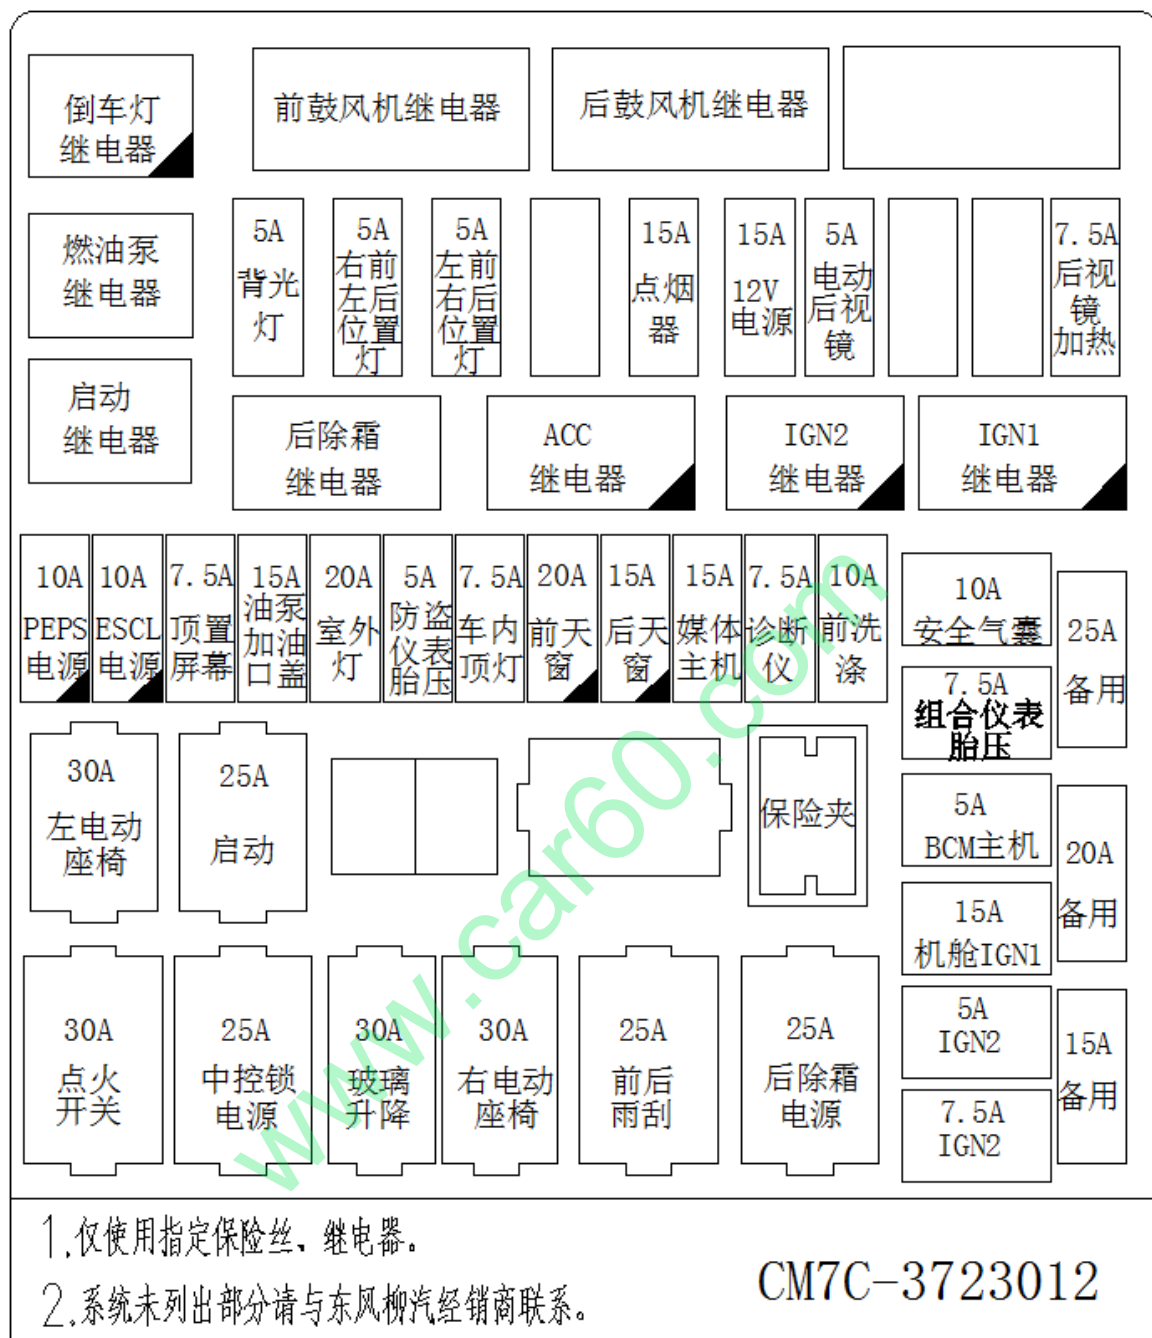 倒车灯
继电器
前鼓风机继电器
后鼓风机继电器
燃油泵
继电器
启动
继电器
5A
背光
灯
5A
右前
左后
位置
灯
5A
左前
右后
位置
灯
15A
点烟
器
15A
12V
电源
5A
电动
后视
镜
7.5A
后视
镜
加热
后除霜
继电器
ACC
继电器
IGN2
继电器
IGN1
继电器
10A
PEPS
电源
10A
ESCL
电源
7.5A
顶置
屏幕
15A
油泵
加油
口盖
20A
室外
灯
5A
防盗
仪表
胎压
7.5A
车内
顶灯
20A
前天
窗
15A
后天
窗
15A
媒体
主机
7.5A
诊断
仪
10A
前洗
涤
10A
安全气囊
7.5A
组合仪表
胎压
25A
备用
30A
左电动
座椅
25A
启动
保险夹
5A
BCM主机
15A
机舱IGN1
20A
备用
30A
点火
开关
25A
中控锁
电源
30A
玻璃
升降
30A
右电动
座椅
25A
前后
雨刮
25A
后除霜
电源
5A
IGN2
7.5A
IGN2
15A
备用
1.仅使用指定保险丝、继电器。
2.系统未列出部分请与东风柳汽经销商联系。
CM7C-3723012
www.car60.com